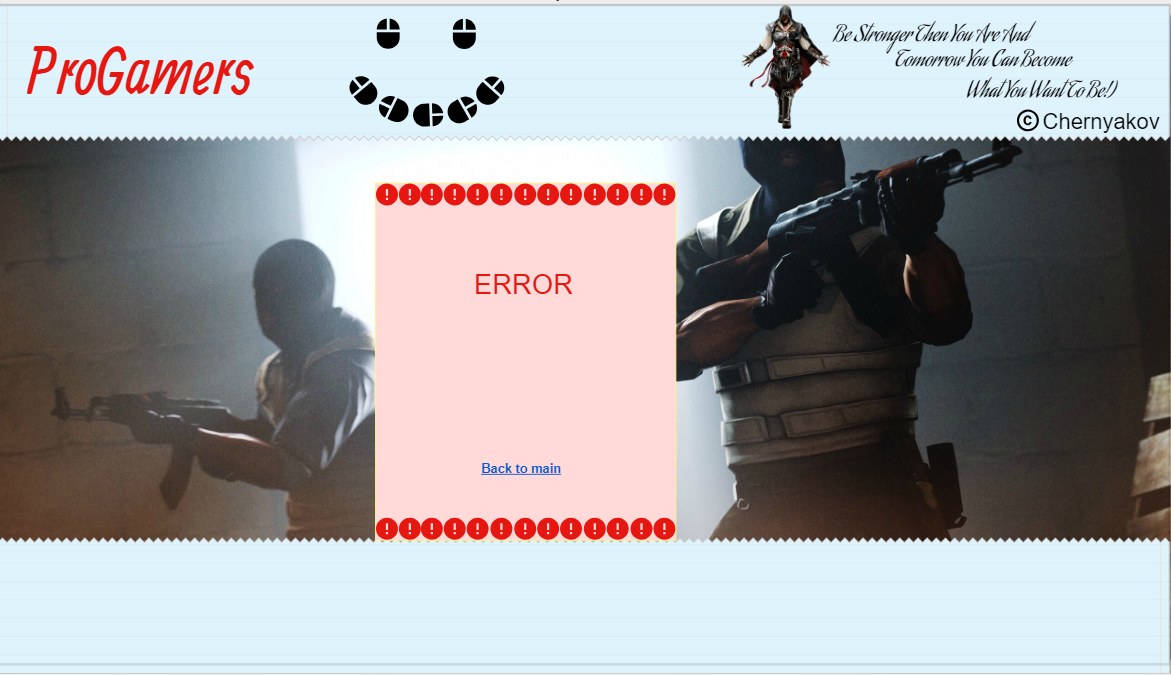 ProGamers
Be Stronger Then You Are And
Tomorrow You Can Become
What You Want To Be!)
© Chernyakov
ERROR
Back to main